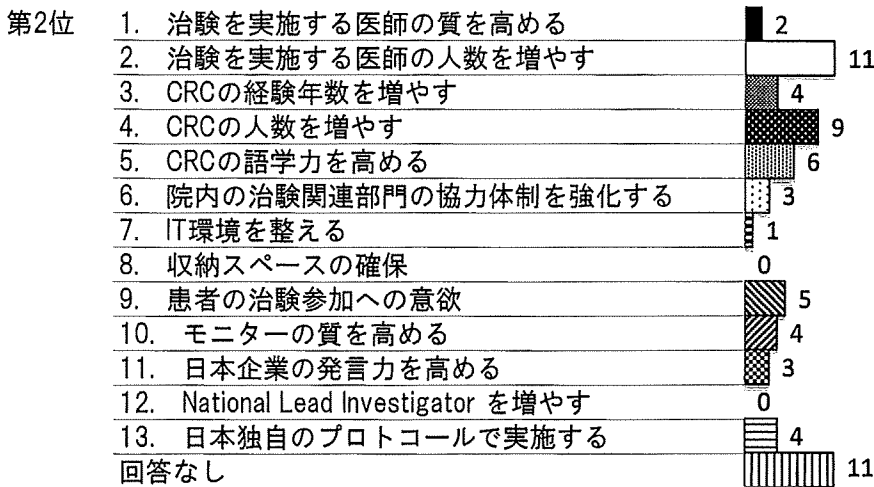 第2位 1. 治験を実施する医師の質を高める 2
2. 治験を実施する医師の人数を増やす 11
3. CRCの経験年数を増やす 4
4. CRCの人数を増やす 9
5. CRCの語学力を高める 6
6. 院内の治験関連部門の協力体制を強化する 3
7. IT環境を整える 1
8. 収納スペースの確保 0
9. 患者の治験参加への意欲 5
10. モニターの質を高める 4
11. 日本企業の発言力を高める 3
12. National Lead Investigator を増やす 0
13. 日本独自のプロトコールで実施する 4
回答なし 11